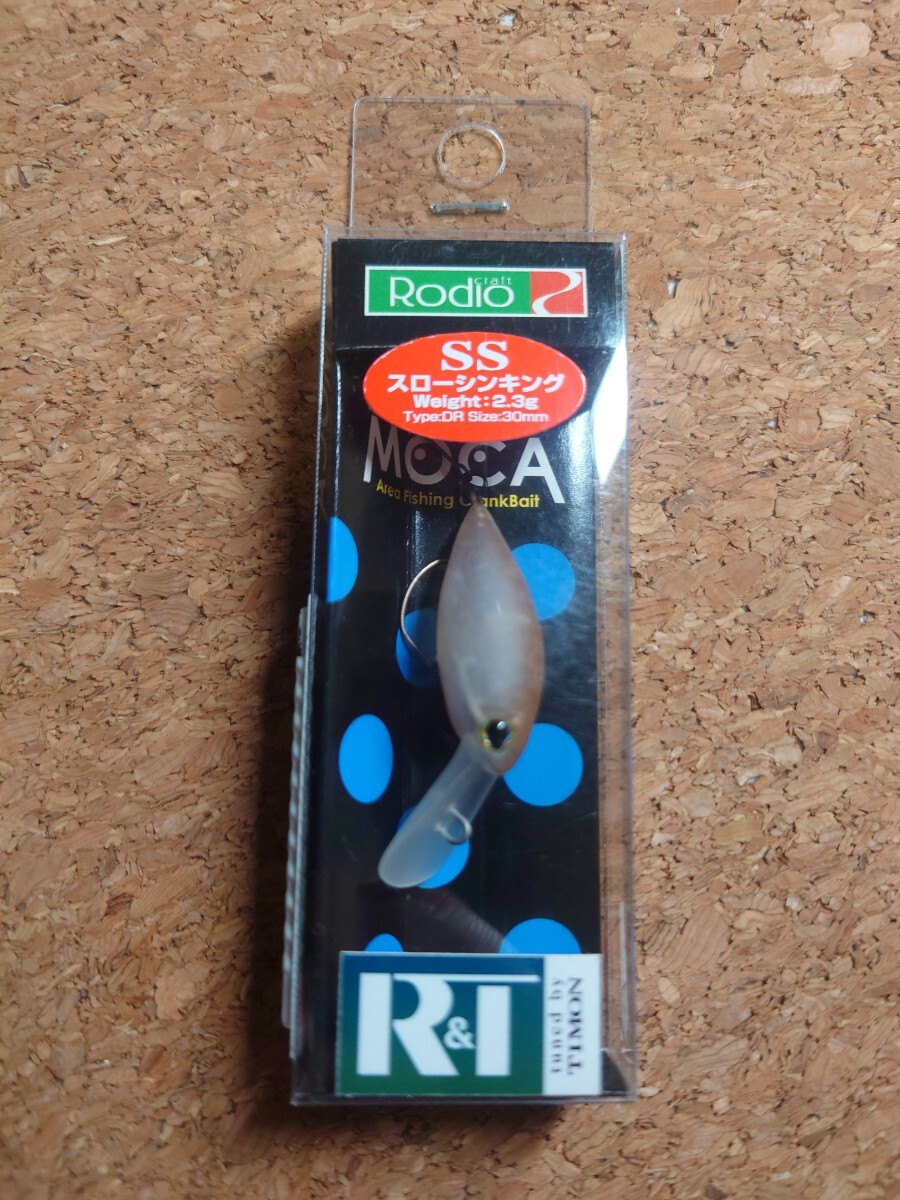 craft
Rodio
SS
スローシンキング
Weight:2.3g
Type:DR Size:30mm
MOCA
Area Fishing CrankBait
R&T
tuned by
TIMON